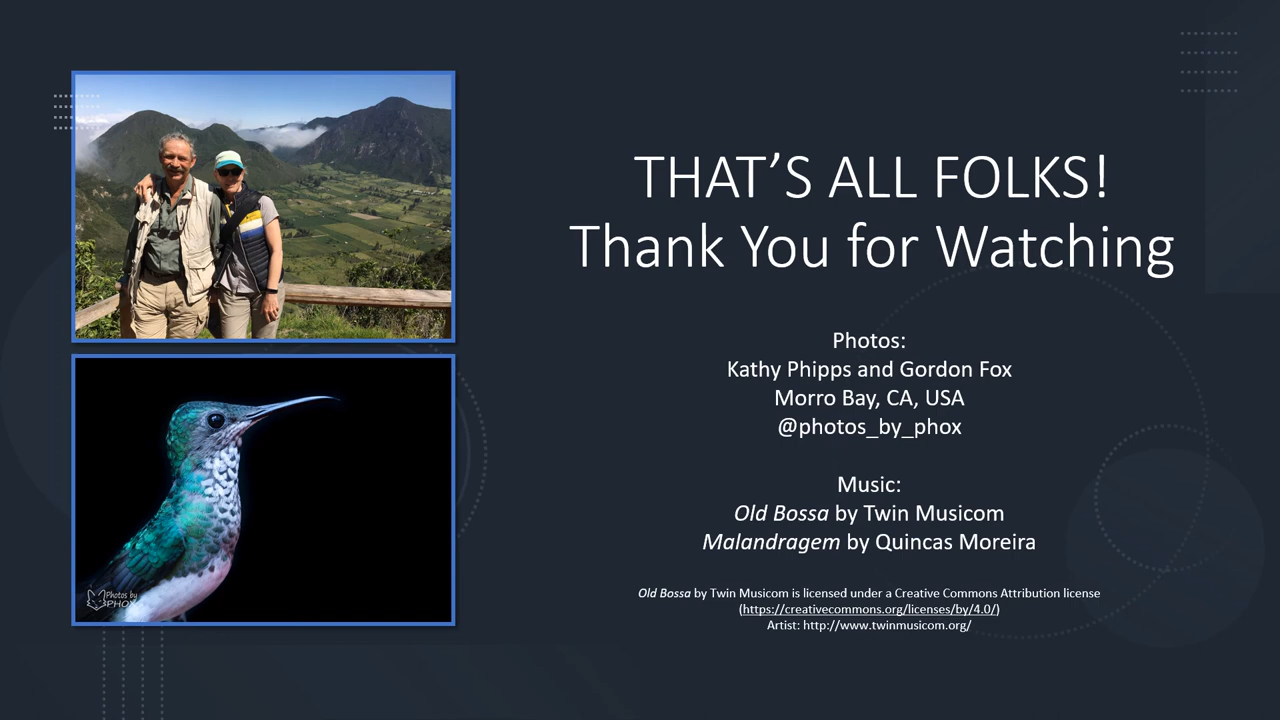 THAT’S ALL FOLKS!
Thank You for Watching
Photos:
Kathy Phipps and Gordon Fox
Morro Bay, CA, USA
@photos_by_phox
Music:
Old Bossa by Twin Musicom
Malandragem by Quincas Moreira
Old Bossa by Twin Musicom is licensed under a Creative Commons Attribution license
(https://creativecommons.org/licenses/by/4.0/)
Artist: http://www.twinmusicom.org/
Photos by
PHOX